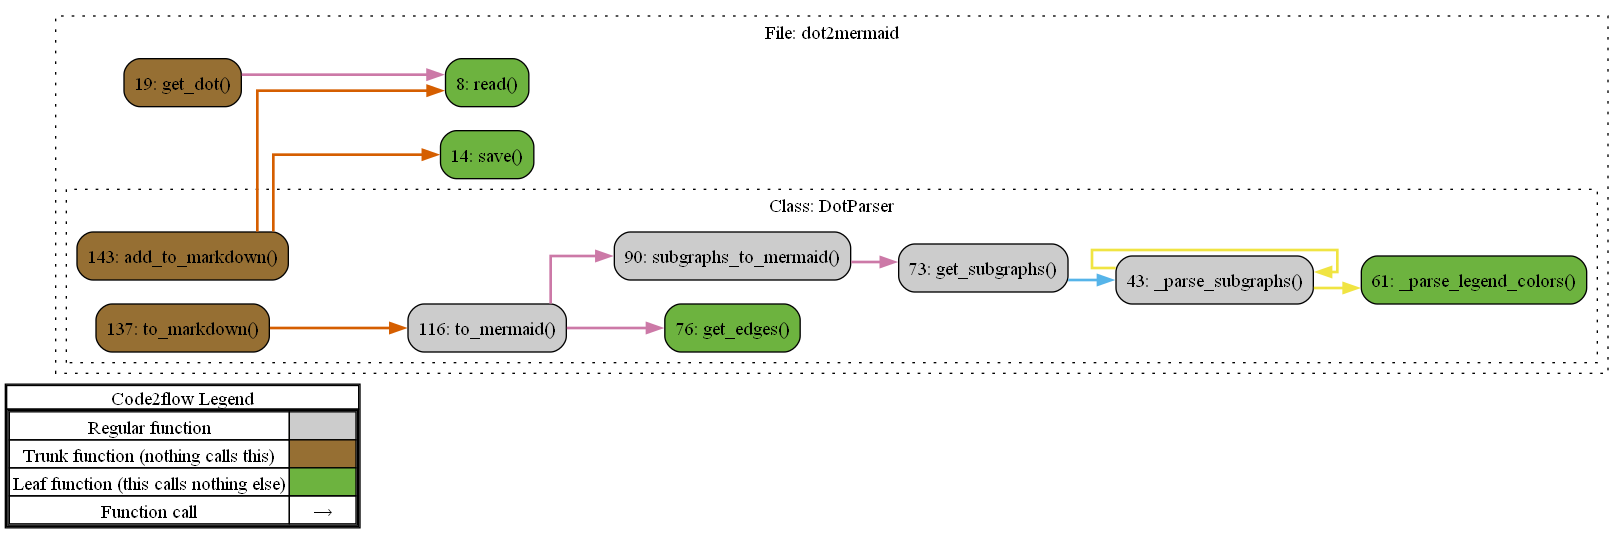 File: dot2mermaid
19: get_dot()
8: read()
14: save()
Class: DotParser
143: add_to_markdown()
90: subgraphs_to_mermaid()
73: get_subgraphs()
43: _parse_subgraphs()
61: _parse_legend_colors()
137: to_markdown()
116: to_mermaid()
76: get_edges()
Code2flow Legend
Regular function
Trunk function (nothing calls this)
Leaf function (this calls nothing else)
Function call →